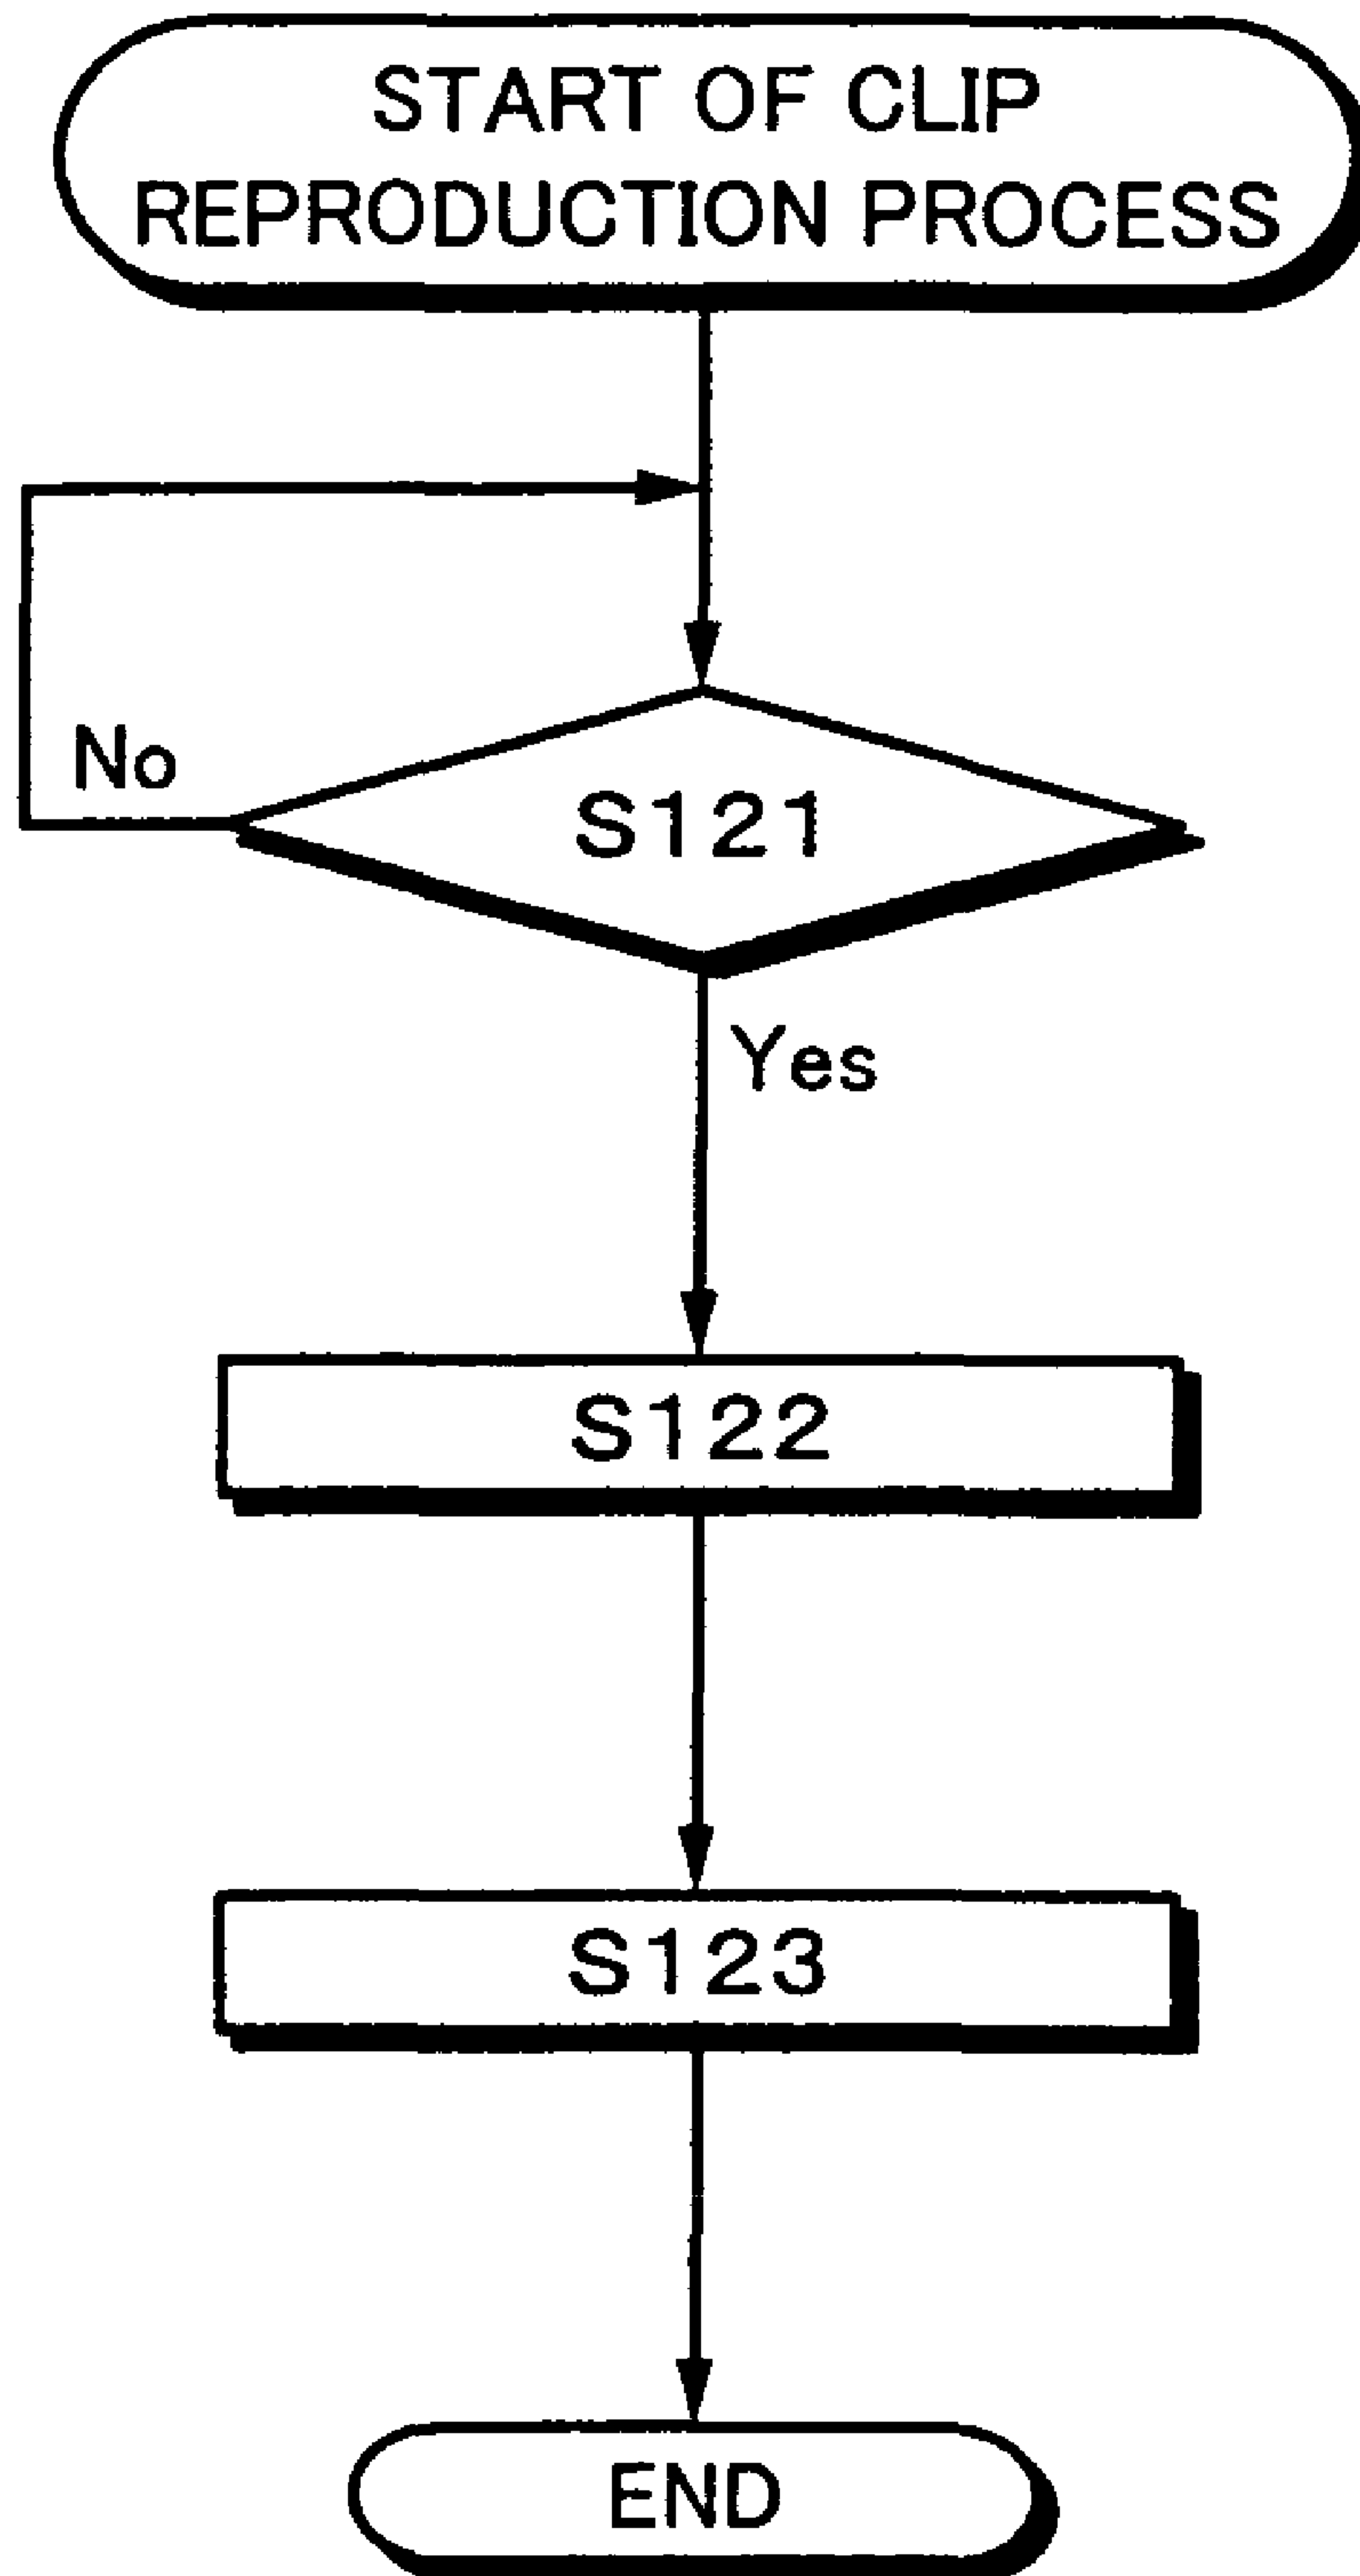 START OF CLIP
REPRODUCTION PROCESS
No
S121
Yes
S122
S123
END